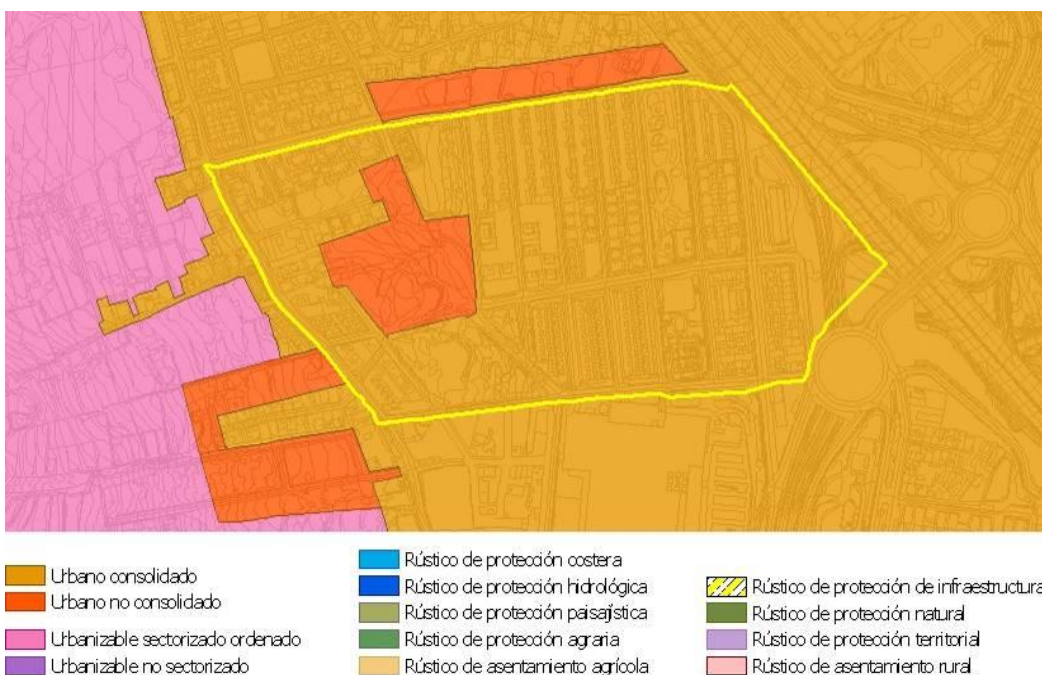 Urbano consolidado
Urbano no consolidado
Urbanizable sectorizado ordenado
Urbanizable no sectorizado
Rústico de protección costera
Rústico de protección hidrológica
Rústico de protección paisajística
Rústico de protección agraria
Rústico de asentamiento agrícola
Rústico de protección de infraestructura
Rústico de protección natural
Rústico de protección territorial
Rústico de asentamiento rural